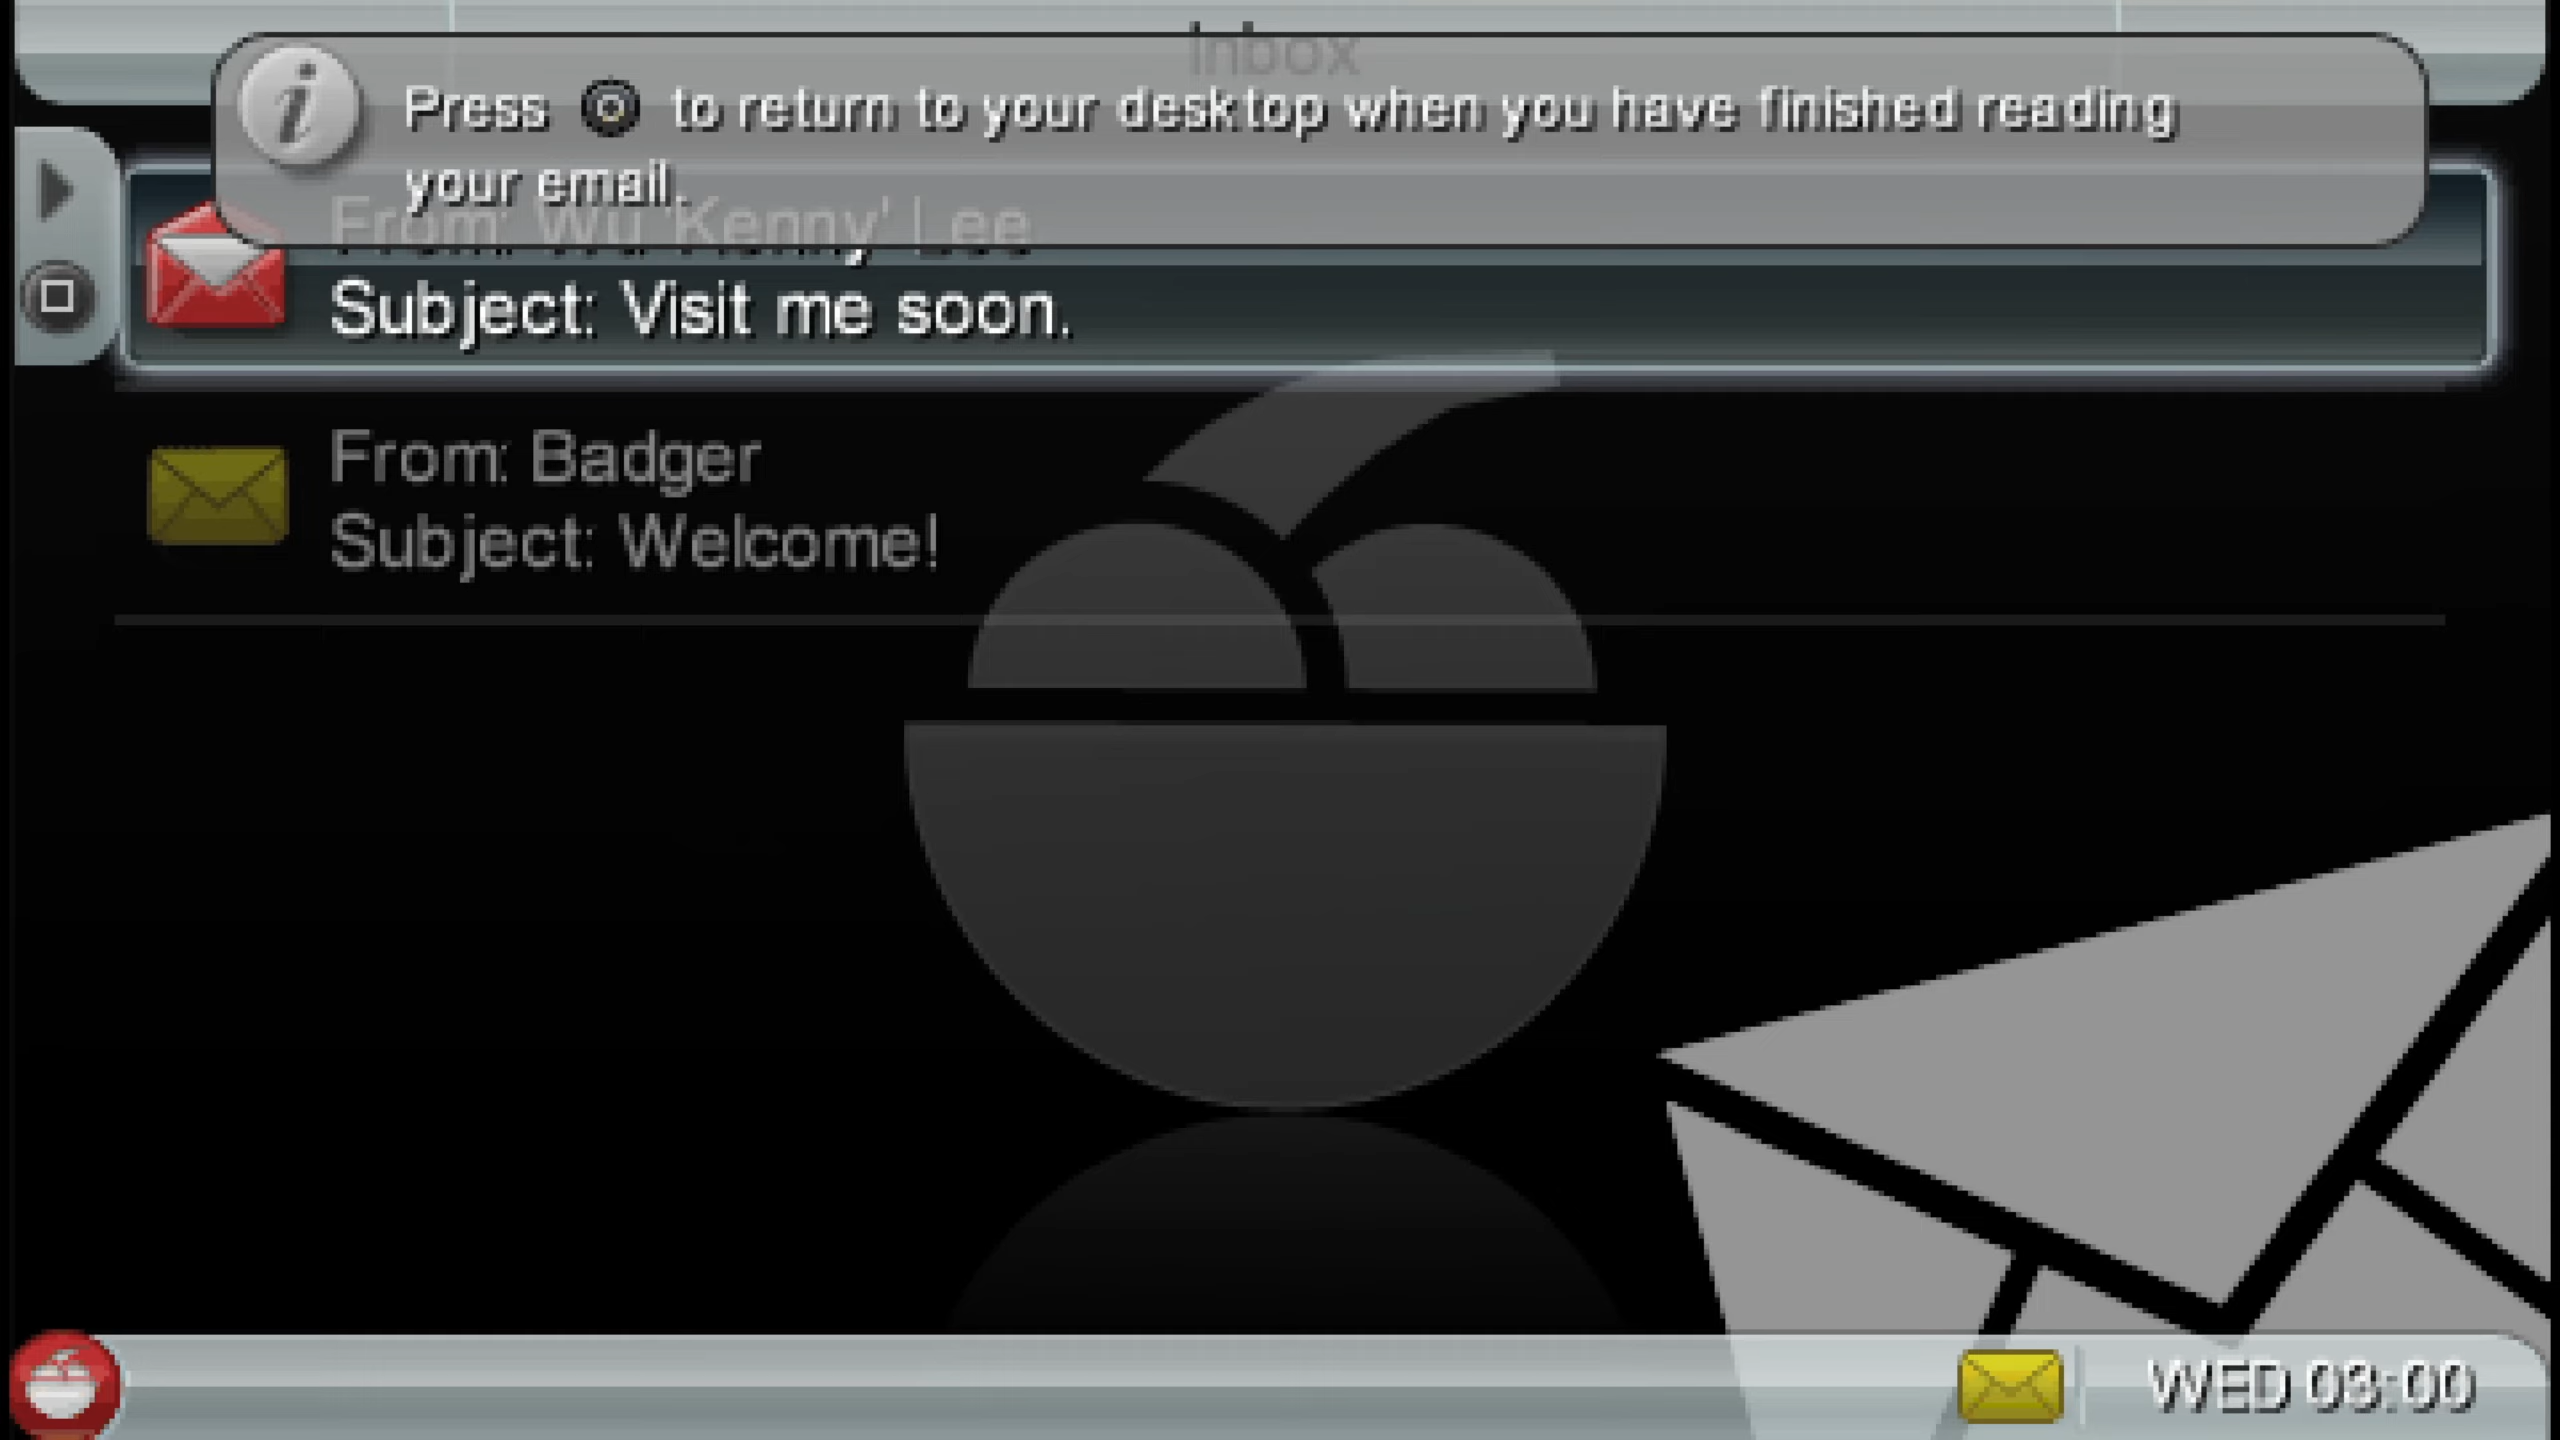 Inbox
Press to return to your desktop when you have finished reading
your email.
From: Wu 'Kenny' Lee
Subject: Visit me soon.
From: Badger
Subject: Welcome!
WED 03:00